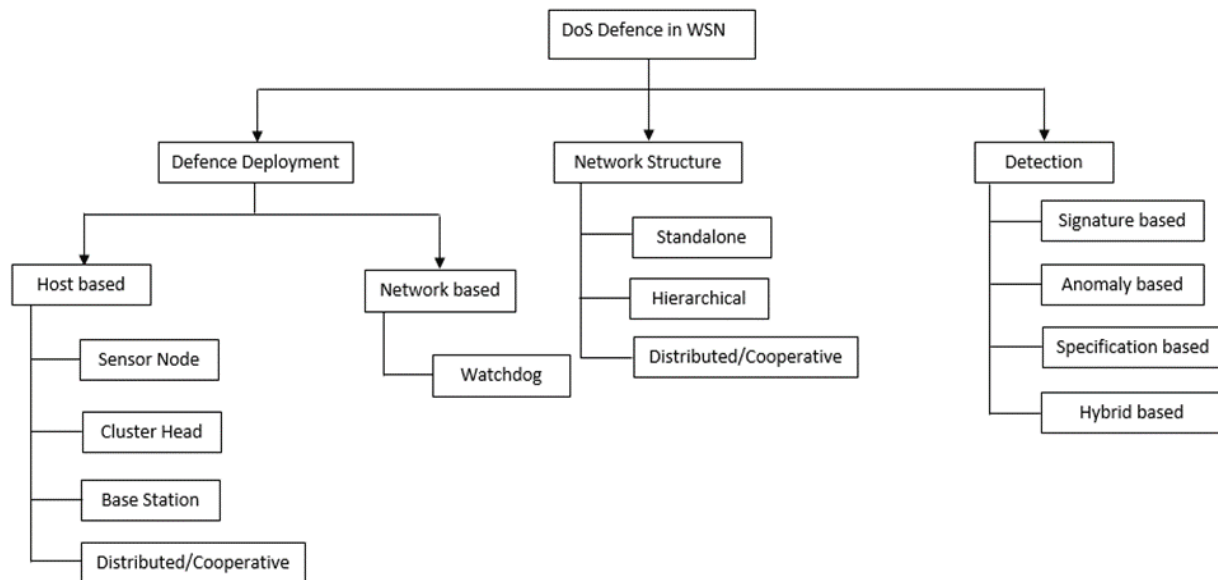 DoS Defence in WSN
Defence Deployment
Network Structure
Detection
Host based
Network based
Sensor Node
Cluster Head
Base Station
Distributed/Cooperative
Watchdog
Standalone
Hierarchical
Distributed/Cooperative
Signature based
Anomaly based
Specification based
Hybrid based